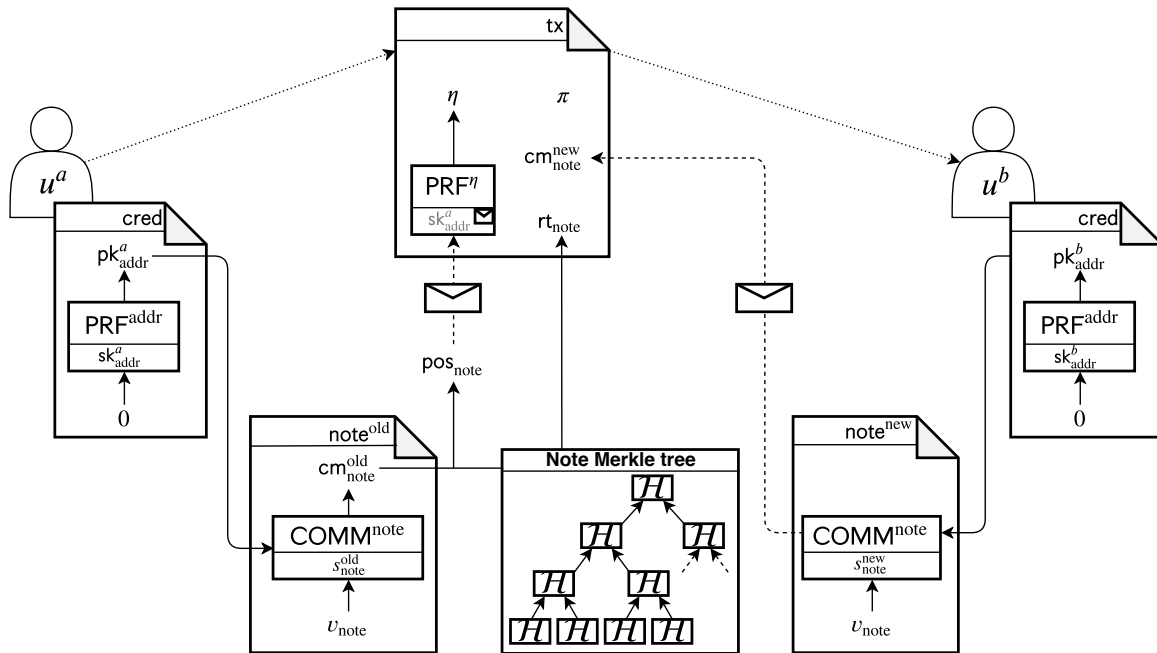 tx
η π
cm^new_note
PRF^η
sk^a_addr
rt_note
u^a
cred
pk^a_addr
PRF^addr
sk^a_addr
0
u^b
cred
pk^b_addr
PRF^addr
sk^b_addr
0
pos_note
note^old
cm^old_note
COMM^note
s^old_note
v_note
Note Merkle tree
ℋ
ℋ ℋ
ℋ ℋ
ℋ ℋ ℋ ℋ
note^new
COMM^note
s^new_note
v_note